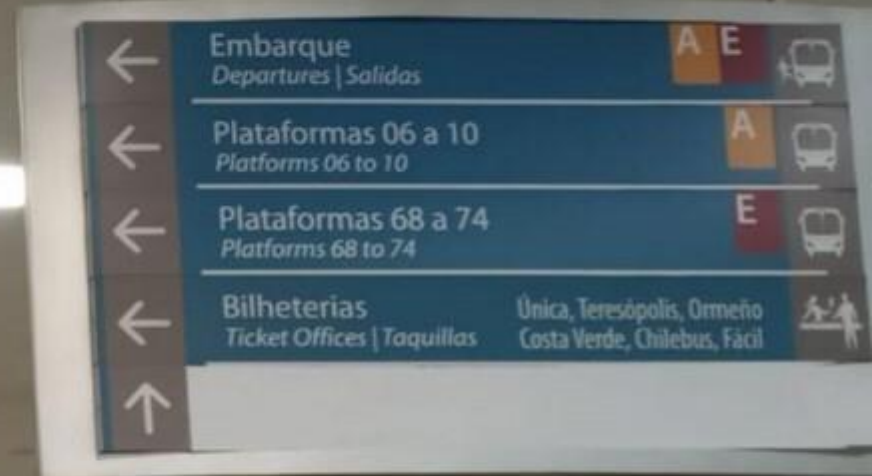 Embarque A E
Departures | Salidas
Plataformas 06 a 10 A
Platforms 06 to 10
Plataformas 68 a 74 E
Platforms 68 to 74
Bilheterias
Ticket Offices | Taquillas
Única, Teresópolis, Ormeño
Costa Verde, Chilebus, Fácil